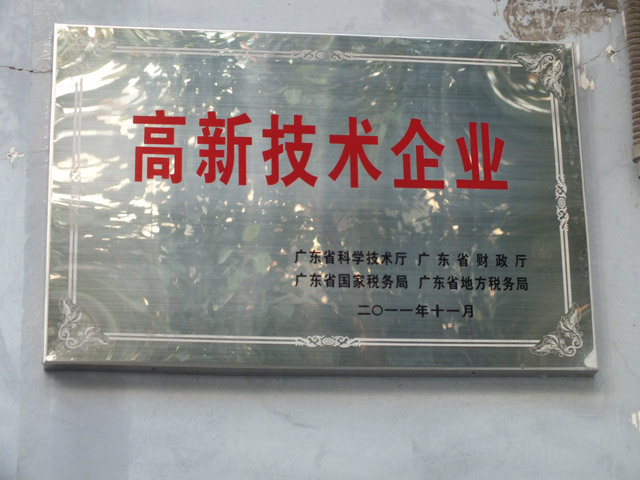 高新技术企业
广东省科学技术厅 广东省财政厅
广东省国家税务局 广东省地方税务局
二〇一一年十一月